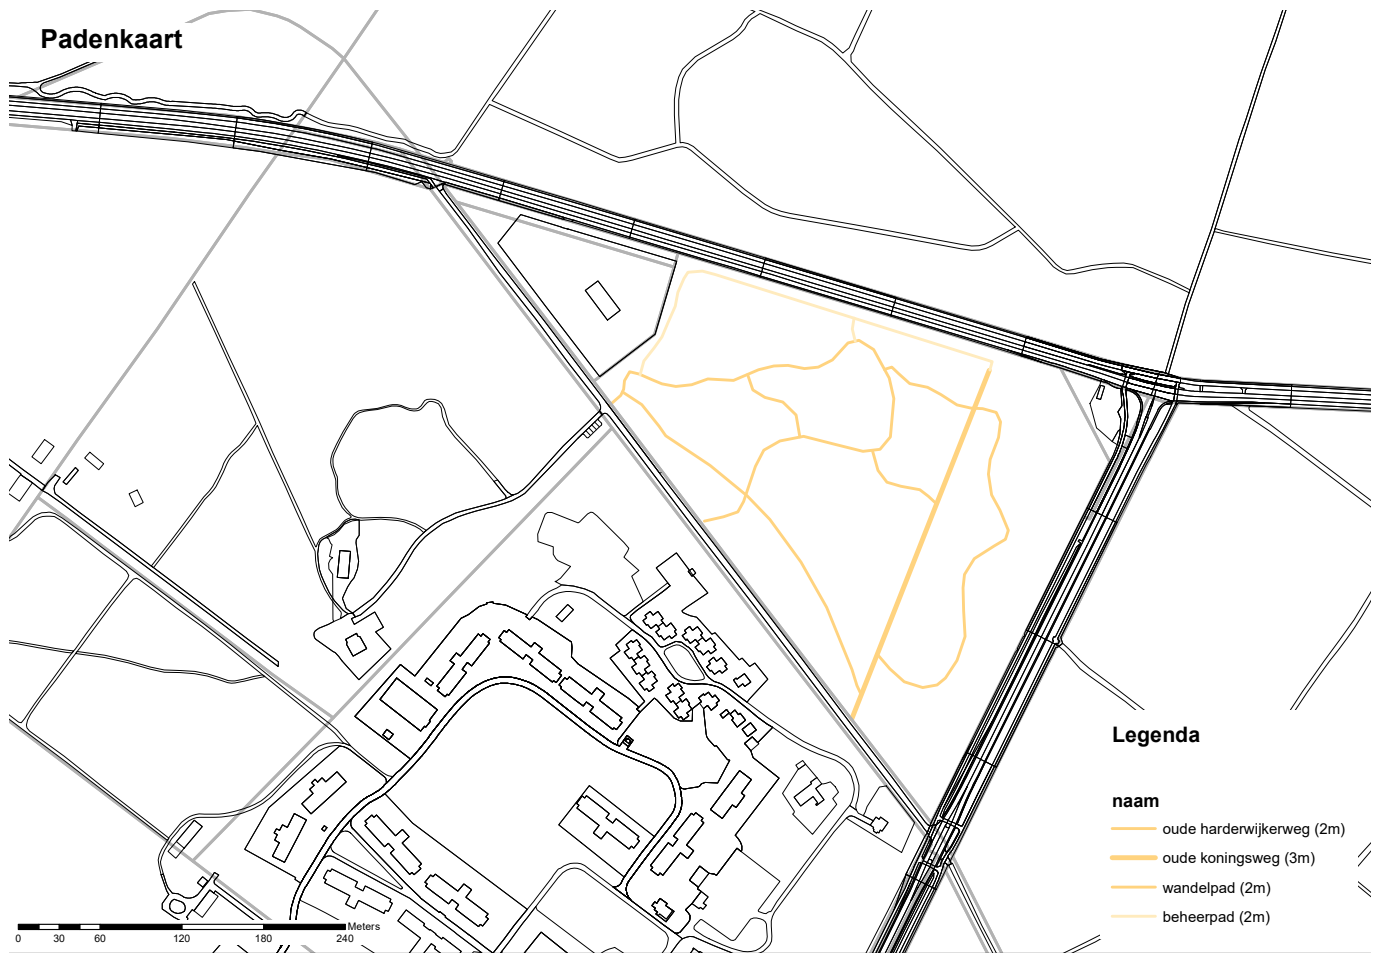 Padenkaart
Legenda
naam
oude harderwijkerweg (2m)
oude koningsweg (3m)
wandelpad (2m)
beheerpad (2m)
Meters
0 30 60 120 180 240